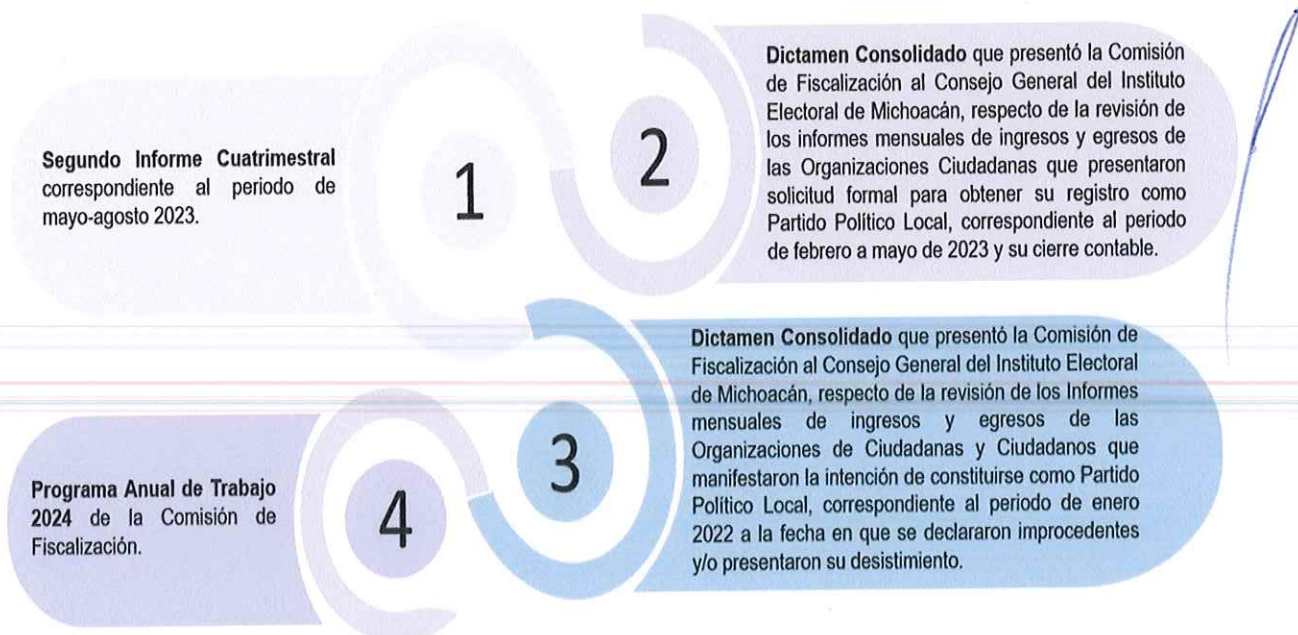 1
Segundo Informe Cuatrimestral
correspondiente al periodo de
mayo-agosto 2023.
2
Dictamen Consolidado que presentó la Comisión
de Fiscalización al Consejo General del Instituto
Electoral de Michoacán, respecto de la revisión de
los informes mensuales de ingresos y egresos de
las Organizaciones Ciudadanas que presentaron
solicitud formal para obtener su registro como
Partido Político Local, correspondiente al periodo
de febrero a mayo de 2023 y su cierre contable.
3
Dictamen Consolidado que presentó la Comisión de
Fiscalización al Consejo General del Instituto Electoral
de Michoacán, respecto de la revisión de los Informes
mensuales de ingresos y egresos de las
Organizaciones de Ciudadanas y Ciudadanos que
manifestaron la intención de constituirse como Partido
Político Local, correspondiente al periodo de enero
2022 a la fecha en que se declararon improcedentes
y/o presentaron su desistimiento.
4
Programa Anual de Trabajo
2024 de la Comisión de
Fiscalización.